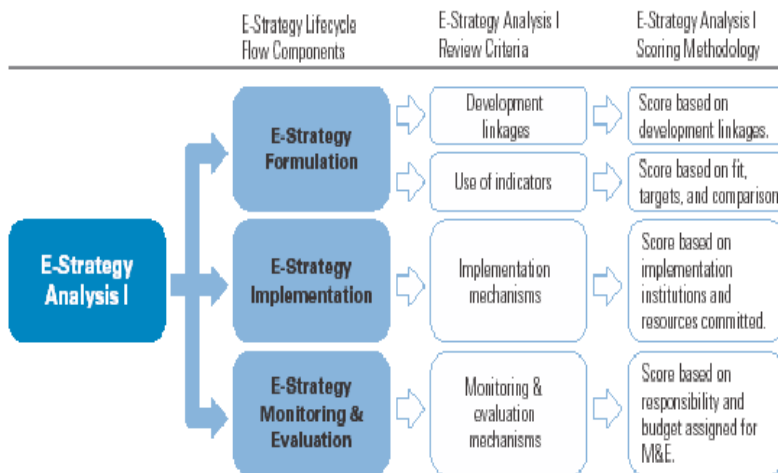 E-Strategy Lifecycle
Flow Components
E-Strategy Analysis I
Review Criteria
E-Strategy Analysis I
Scoring Methodology
E-Strategy
Analysis I
E-Strategy
Formulation
Development
linkages
Score based on
development linkages.
Use of indicators
Score based on fit,
targets, and comparison
E-Strategy
Implementation
Implementation
mechanisms
Score based on
implementation
institutions and
resources committed.
E-Strategy
Monitoring &
Evaluation
Monitoring &
evaluation
mechanisms
Score based on
responsibility and
budget assigned for
M&E.